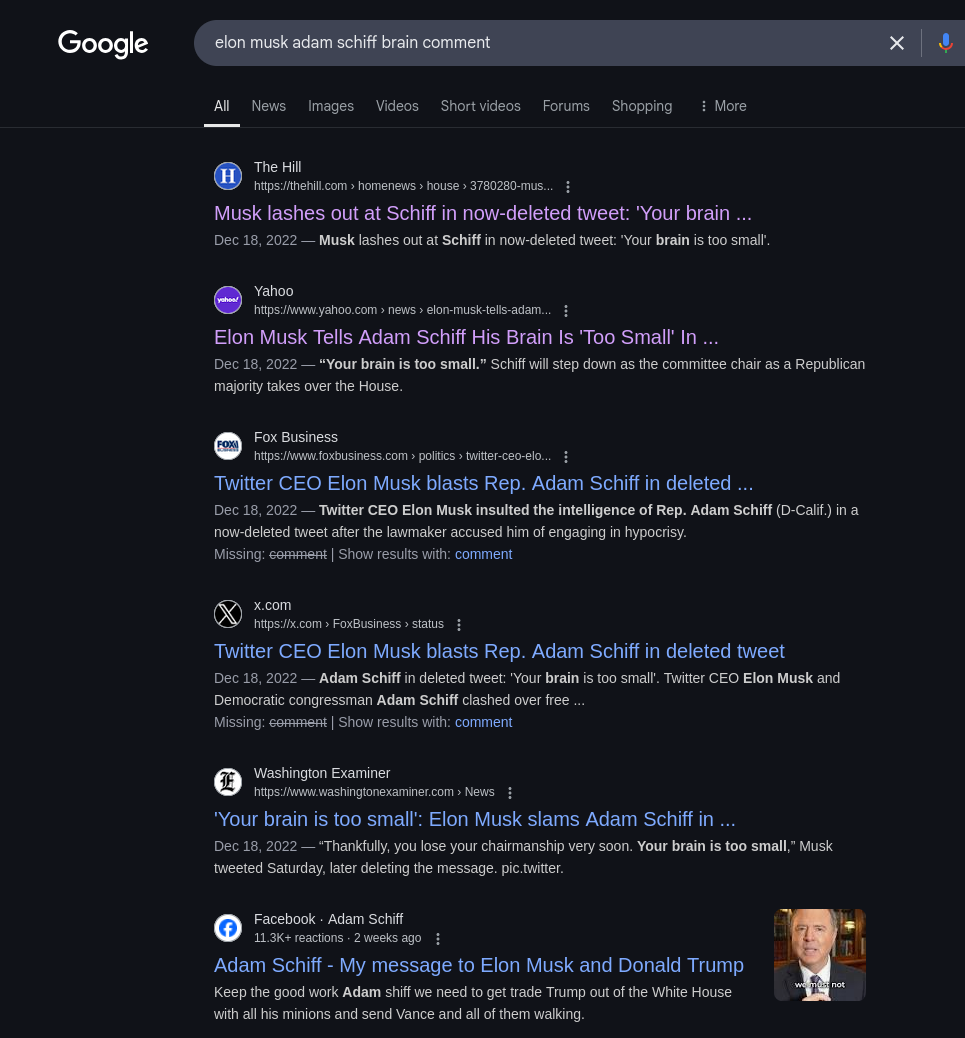 Google
elon musk adam schiff brain comment
All News Images Videos Short videos Forums Shopping More
H
The Hill
https://thehill.com › homenews › house › 3780280-mus...
Musk lashes out at Schiff in now-deleted tweet: 'Your brain ...
Dec 18, 2022 — Musk lashes out at Schiff in now-deleted tweet: 'Your brain is too small'.
yahoo!
Yahoo
https://www.yahoo.com › news › elon-musk-tells-adam...
Elon Musk Tells Adam Schiff His Brain Is 'Too Small' In ...
Dec 18, 2022 — “Your brain is too small.” Schiff will step down as the committee chair as a Republican
majority takes over the House.
FOX
BUSINESS
Fox Business
https://www.foxbusiness.com › politics › twitter-ceo-elo...
Twitter CEO Elon Musk blasts Rep. Adam Schiff in deleted ...
Dec 18, 2022 — Twitter CEO Elon Musk insulted the intelligence of Rep. Adam Schiff (D-Calif.) in a
now-deleted tweet after the lawmaker accused him of engaging in hypocrisy.
Missing: comment | Show results with: comment
X
x.com
https://x.com › FoxBusiness › status
Twitter CEO Elon Musk blasts Rep. Adam Schiff in deleted tweet
Dec 18, 2022 — Adam Schiff in deleted tweet: 'Your brain is too small'. Twitter CEO Elon Musk and
Democratic congressman Adam Schiff clashed over free ...
Missing: comment | Show results with: comment
E
Washington Examiner
https://www.washingtonexaminer.com › News
'Your brain is too small': Elon Musk slams Adam Schiff in ...
Dec 18, 2022 — “Thankfully, you lose your chairmanship very soon. Your brain is too small,” Musk
tweeted Saturday, later deleting the message. pic.twitter.
f
Facebook · Adam Schiff
11.3K+ reactions · 2 weeks ago
Adam Schiff - My message to Elon Musk and Donald Trump
Keep the good work Adam shiff we need to get trade Trump out of the White House
with all his minions and send Vance and all of them walking.
we must not